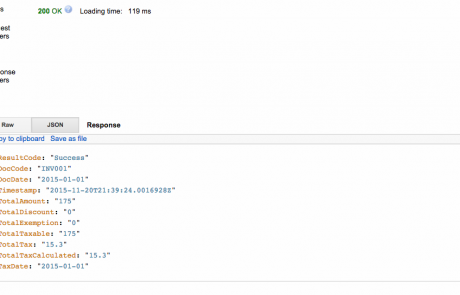 s
200 OK
Loading time: 119 ms
est
ers
onse
ers
Raw JSON Response
py to clipboard Save as file
ResultCode: "Success"
DocCode: "INV001"
DocDate: "2015-01-01"
Timestamp: "2015-11-20T21:39:24.0016928Z"
TotalAmount: "175"
TotalDiscount: "0"
TotalExemption: "0"
TotalTaxable: "175"
TotalTax: "15.3"
TotalTaxCalculated: "15.3"
TaxDate: "2015-01-01"